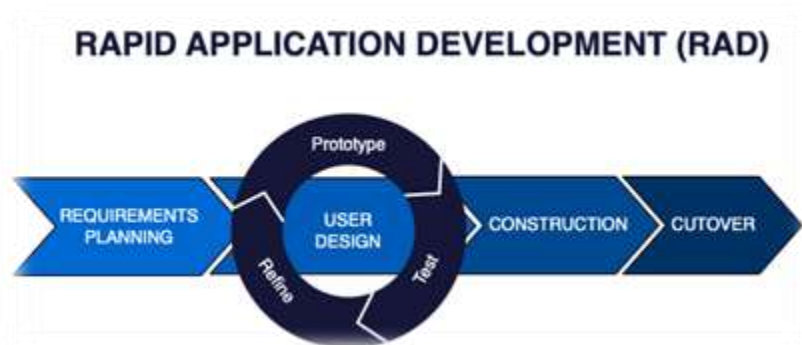 RAPID APPLICATION DEVELOPMENT (RAD)
Prototype
REQUIREMENTS
PLANNING
USER
DESIGN
CONSTRUCTION
CUTOVER
Refine
Test